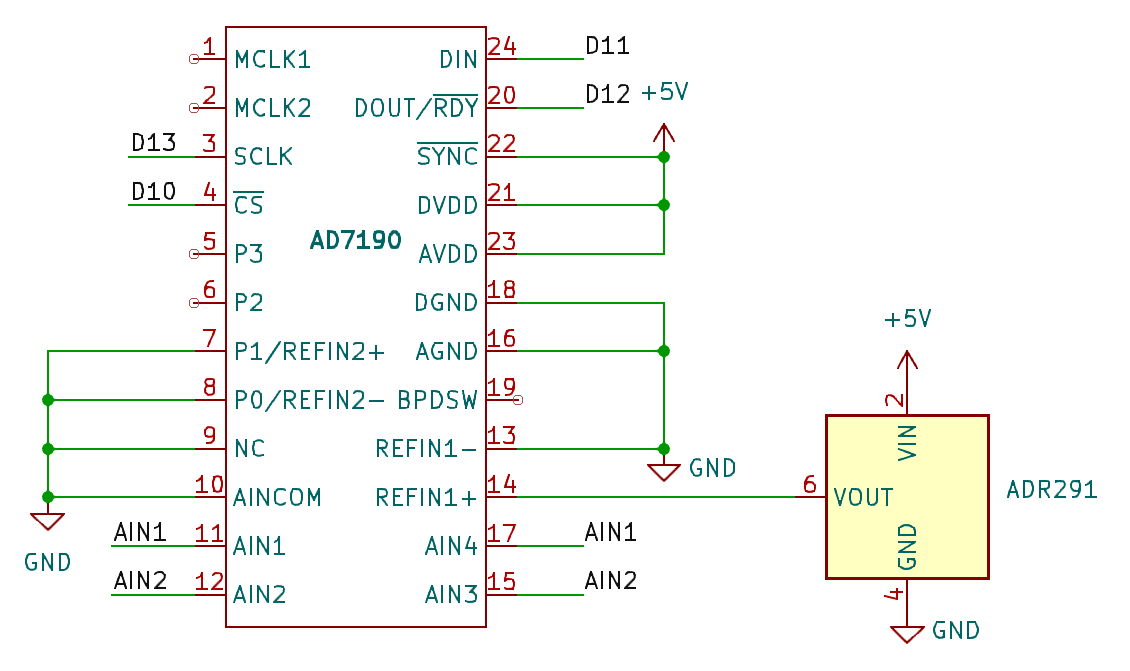 1 MCLK1 DIN 24 D11
2 MCLK2 DOUT/RDY 20 D12 +5V
D13 3 SCLK SYNC 22
D10 4 CS DVDD 21
AD7190
5 P3 AVDD 23
6 P2 DGND 18
+5V
7 P1/REFIN2+ AGND 16
8 P0/REFIN2- BPDSW 19 2
9 NC REFIN1- 13 GND VIN
10 AINCOM REFIN1+ 14 6 VOUT ADR291
AIN1 11 AIN1 AIN4 17 AIN1 GND
GND
AIN2 12 AIN2 AIN3 15 AIN2 4
GND